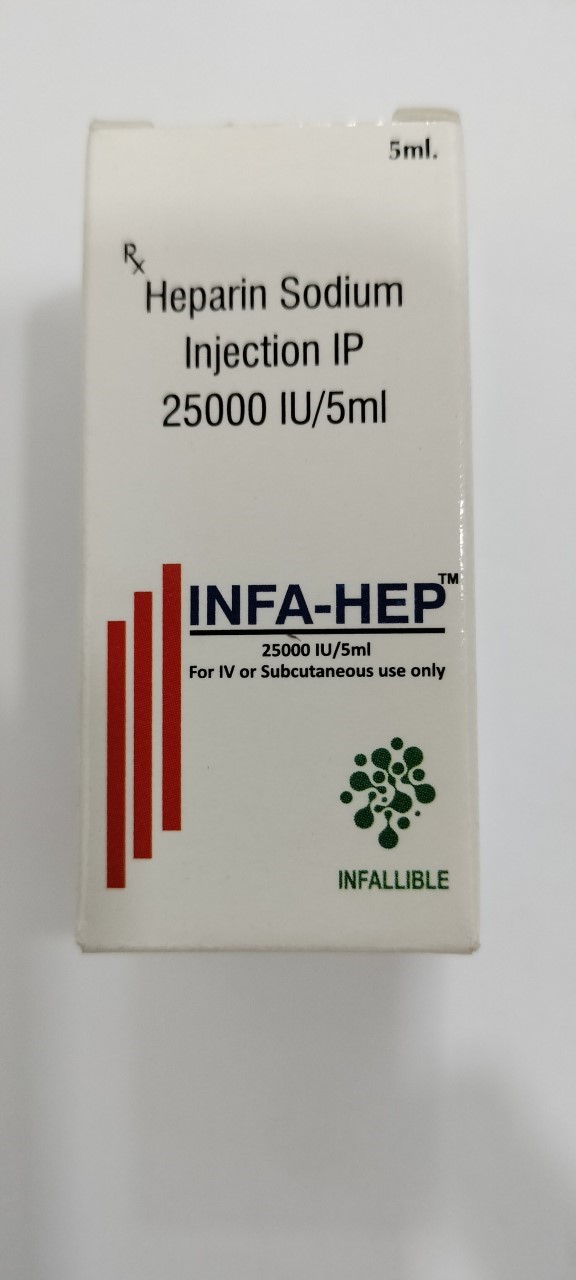 5ml.
Rx
Heparin Sodium
Injection IP
25000 IU/5ml
INFA-HEP™
25000 IU/5ml
For IV or Subcutaneous use only
INFALLIBLE